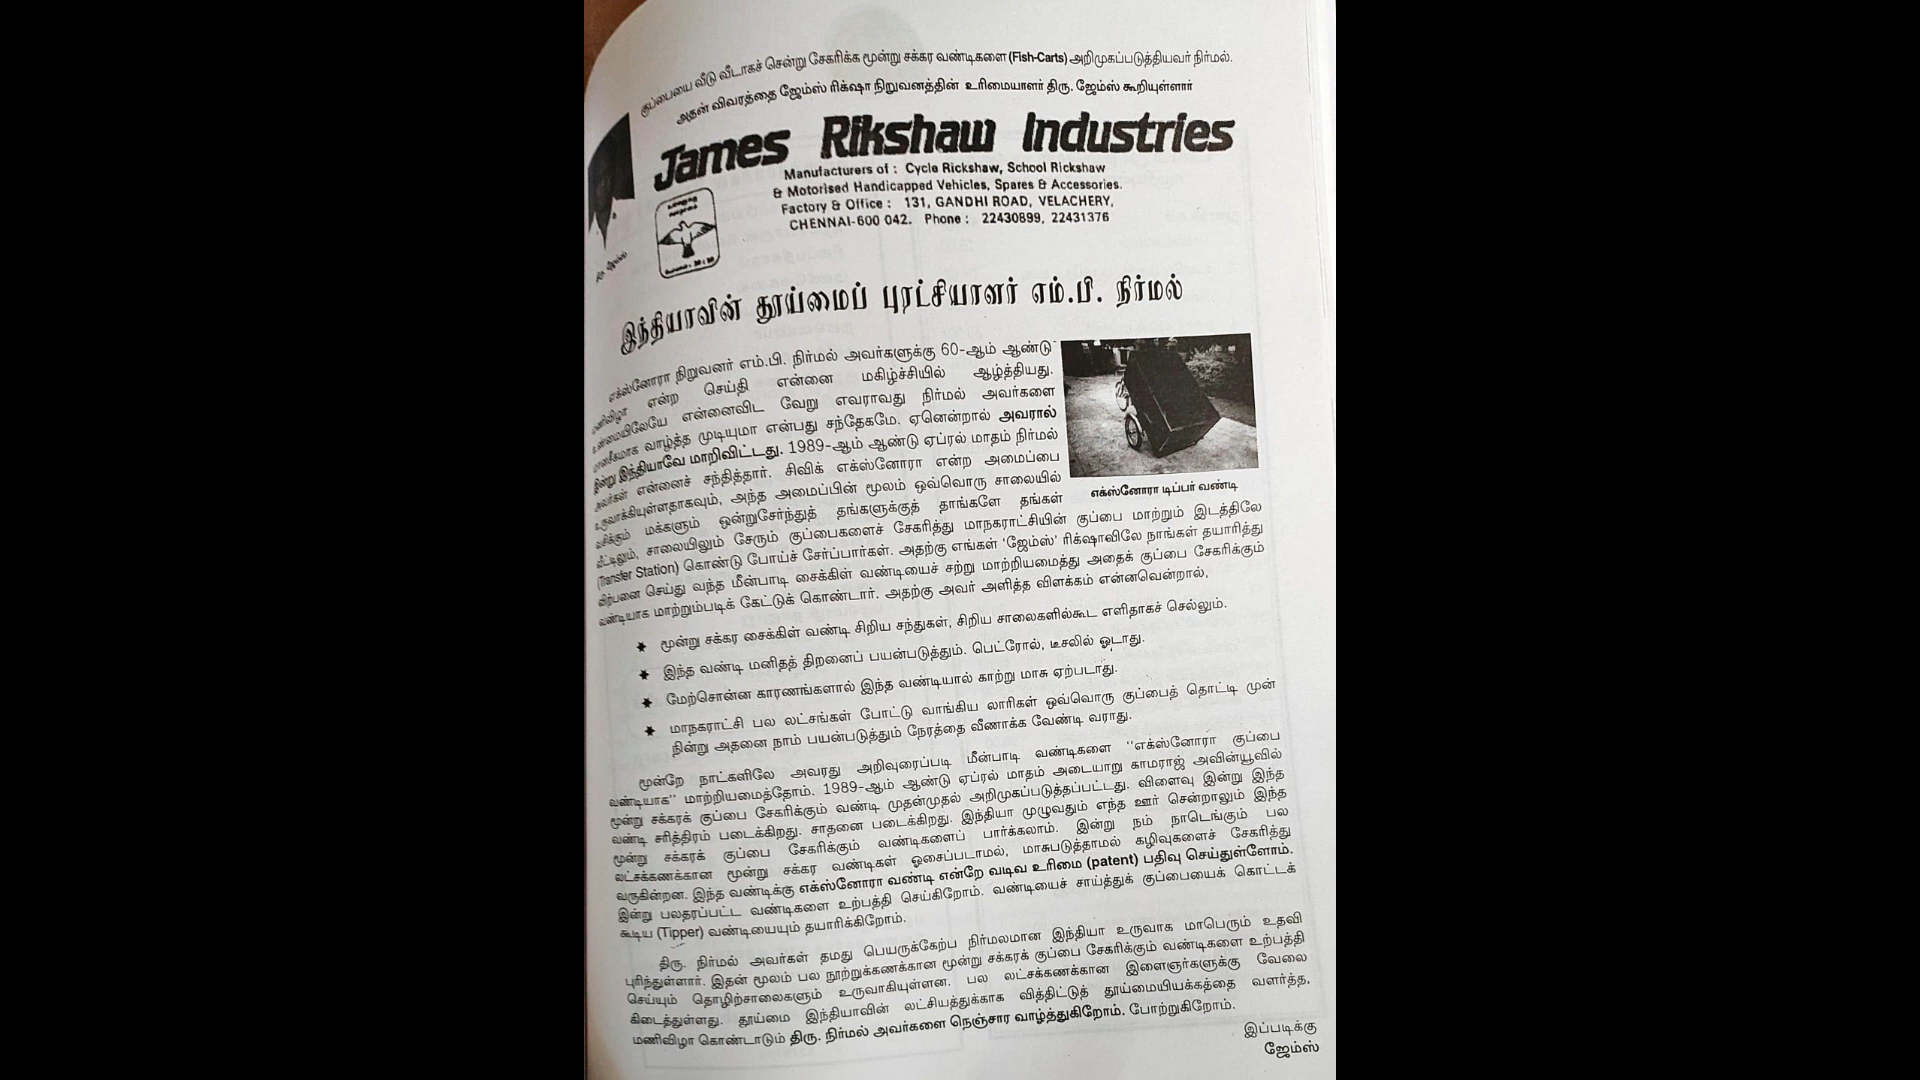 குப்பையை வீடு வீடாகச் சென்று சேகரிக்க மூன்று சக்கர வண்டிகளை (Fish-Carts) அறிமுகப்படுத்தியவர் நிர்மல்.
அதன் விவரத்தை ஜேம்ஸ் ரிக்ஷா நிறுவனத்தின் உரிமையாளர் திரு. ஜேம்ஸ் கூறியுள்ளார்
James Rikshaw Industries
Manufacturers of : Cycle Rickshaw, School Rickshaw
& Motorised Handicapped Vehicles, Spares & Accessories.
Factory & Office : 131, GANDHI ROAD, VELACHERY,
CHENNAI-600 042. Phone : 22430899, 22431376
திரு. ஜேம்ஸ்
இந்தியாவின் தூய்மைப் புரட்சியாளர் எம்.பி. நிர்மல்
எக்ஸ்னோரா நிறுவனர் எம்.பி. நிர்மல் அவர்களுக்கு 60-ஆம் ஆண்டு
மணிவிழா என்ற செய்தி என்னை மகிழ்ச்சியில் ஆழ்த்தியது.
உண்மையிலேயே என்னைவிட வேறு எவராவது நிர்மல் அவர்களை
மானசீகமாக வாழ்த்த முடியுமா என்பது சந்தேகமே. ஏனென்றால் அவரால்
இன்று இந்தியாவே மாறிவிட்டது. 1989-ஆம் ஆண்டு ஏப்ரல் மாதம் நிர்மல்
அவர்கள் என்னைச் சந்தித்தார். சிவிக் எக்ஸ்னோரா என்ற அமைப்பை
உருவாக்கியுள்ளதாகவும், அந்த அமைப்பின் மூலம் ஒவ்வொரு சாலையில்
வசிக்கும் மக்களும் ஒன்றுசேர்ந்துத் தங்களுக்குத் தாங்களே தங்கள்
வீட்டிலும், சாலையிலும் சேரும் குப்பைகளைச் சேகரித்து மாநகராட்சியின் குப்பை மாற்றும் இடத்திலே
(Transfer Station) கொண்டு போய்ச் சேர்ப்பார்கள். அதற்கு எங்கள் 'ஜேம்ஸ்' ரிக்ஷாவிலே நாங்கள் தயாரித்து
விற்பனை செய்து வந்த மீன்பாடி சைக்கிள் வண்டியைச் சற்று மாற்றியமைத்து அதைக் குப்பை சேகரிக்கும்
வண்டியாக மாற்றும்படிக் கேட்டுக் கொண்டார். அதற்கு அவர் அளித்த விளக்கம் என்னவென்றால்,
எக்ஸ்னோரா டிப்பர் வண்டி
★ மூன்று சக்கர சைக்கிள் வண்டி சிறிய சந்துகள், சிறிய சாலைகளில்கூட எளிதாகச் செல்லும்.
★ இந்த வண்டி மனிதத் திறனைப் பயன்படுத்தும். பெட்ரோல், டீசலில் ஓடாது.
★ மேற்சொன்ன காரணங்களால் இந்த வண்டியால் காற்று மாசு ஏற்படாது.
★ மாநகராட்சி பல லட்சங்கள் போட்டு வாங்கிய லாரிகள் ஒவ்வொரு குப்பைத் தொட்டி முன்
நின்று அதனை நாம் பயன்படுத்தும் நேரத்தை வீணாக்க வேண்டி வராது.
மூன்றே நாட்களிலே அவரது அறிவுரைப்படி மீன்பாடி வண்டிகளை "எக்ஸ்னோரா குப்பை
வண்டியாக" மாற்றியமைத்தோம். 1989-ஆம் ஆண்டு ஏப்ரல் மாதம் அடையாறு காமராஜ் அவின்யூவில்
மூன்று சக்கரக் குப்பை சேகரிக்கும் வண்டி முதன்முதல் அறிமுகப்படுத்தப்பட்டது. விளைவு இன்று இந்த
வண்டி சரித்திரம் படைக்கிறது. சாதனை படைக்கிறது. இந்தியா முழுவதும் எந்த ஊர் சென்றாலும் இந்த
மூன்று சக்கரக் குப்பை சேகரிக்கும் வண்டிகளைப் பார்க்கலாம். இன்று நம் நாடெங்கும் பல
லட்சக்கணக்கான மூன்று சக்கர வண்டிகள் ஓசைப்படாமல், மாசுபடுத்தாமல் கழிவுகளைச் சேகரித்து
வருகின்றன. இந்த வண்டிக்கு எக்ஸ்னோரா வண்டி என்றே வடிவ உரிமை (patent) பதிவு செய்துள்ளோம்.
இன்று பலதரப்பட்ட வண்டிகளை உற்பத்தி செய்கிறோம். வண்டியைச் சாய்த்துக் குப்பையைக் கொட்டக்
கூடிய (Tipper) வண்டியையும் தயாரிக்கிறோம்.
திரு. நிர்மல் அவர்கள் தமது பெயருக்கேற்ப நிர்மலமான இந்தியா உருவாக மாபெரும் உதவி
புரிந்துள்ளார். இதன் மூலம் பல நூற்றுக்கணக்கான மூன்று சக்கரக் குப்பை சேகரிக்கும் வண்டிகளை உற்பத்தி
செய்யும் தொழிற்சாலைகளும் உருவாகியுள்ளன. பல லட்சக்கணக்கான இளைஞர்களுக்கு வேலை
கிடைத்துள்ளது. தூய்மை இந்தியாவின் லட்சியத்துக்காக வித்திட்டுத் தூய்மையியக்கத்தை வளர்த்த,
மணிவிழா கொண்டாடும் திரு. நிர்மல் அவர்களை நெஞ்சார வாழ்த்துகிறோம். போற்றுகிறோம்.
இப்படிக்கு
ஜேம்ஸ்